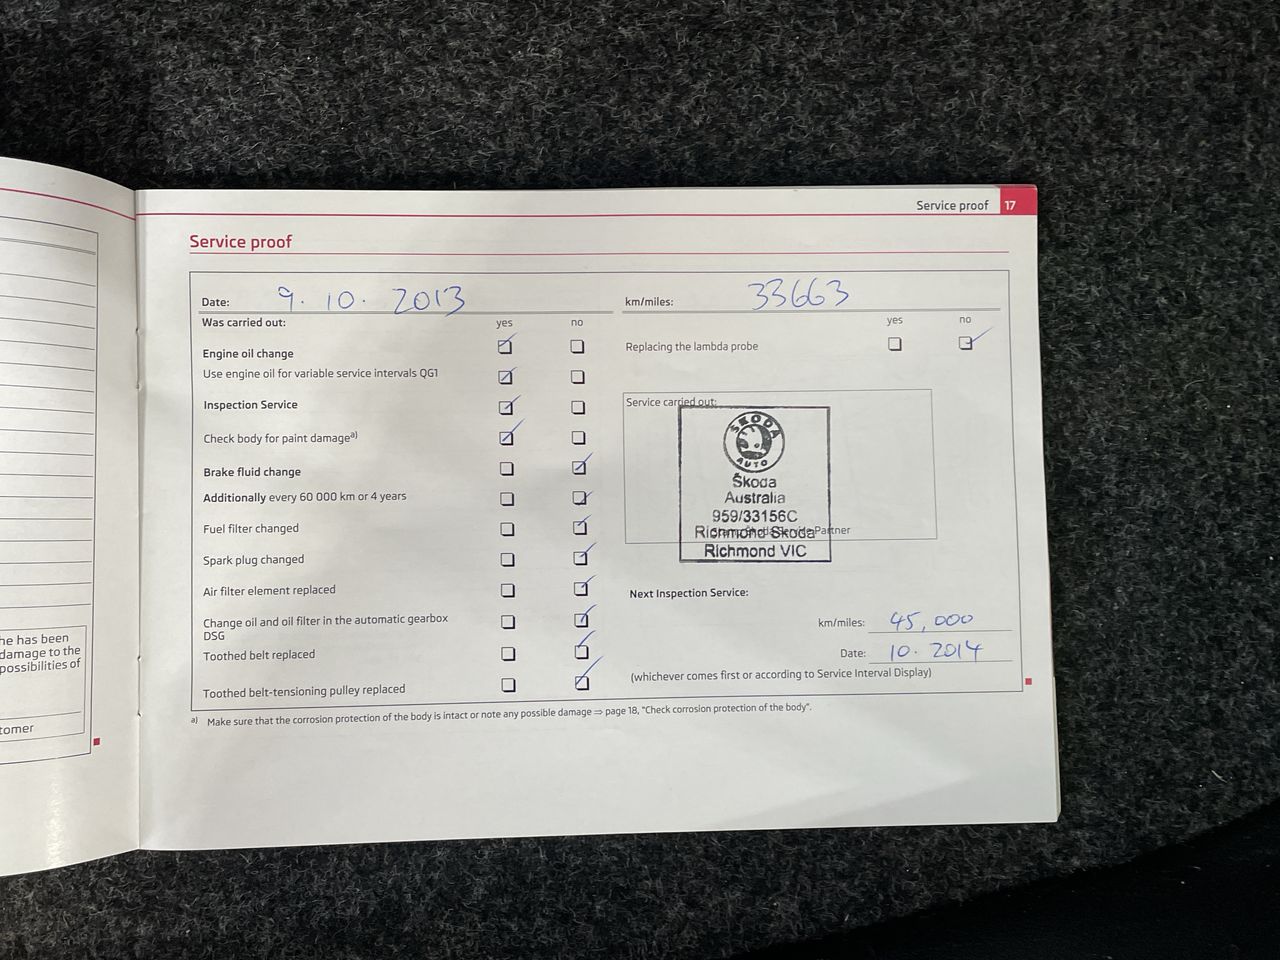 Service proof 17
Service proof
Date: 9. 10. 2013 km/miles: 33663
Was carried out: yes no
yes no
Engine oil change
Replacing the lambda probe
Use engine oil for variable service intervals QG1
Inspection Service
Service carried out:
Check body for paint damage a)
Brake fluid change
Additionally every 60 000 km or 4 years
Fuel filter changed
Spark plug changed
Air filter element replaced
Change oil and oil filter in the automatic gearbox
DSG
Toothed belt replaced
Toothed belt-tensioning pulley replaced
ŠKODA
AUTO
Škoda
Australia
959/33156C
Richmond Skoda
Richmond VIC
Service Partner
Next Inspection Service:
km/miles: 45,000
Date: 10. 2014
(whichever comes first or according to Service Interval Display)
a) Make sure that the corrosion protection of the body is intact or note any possible damage ⇒ page 18, "Check corrosion protection of the body".
he has been
damage to the
possibilities of
tomer